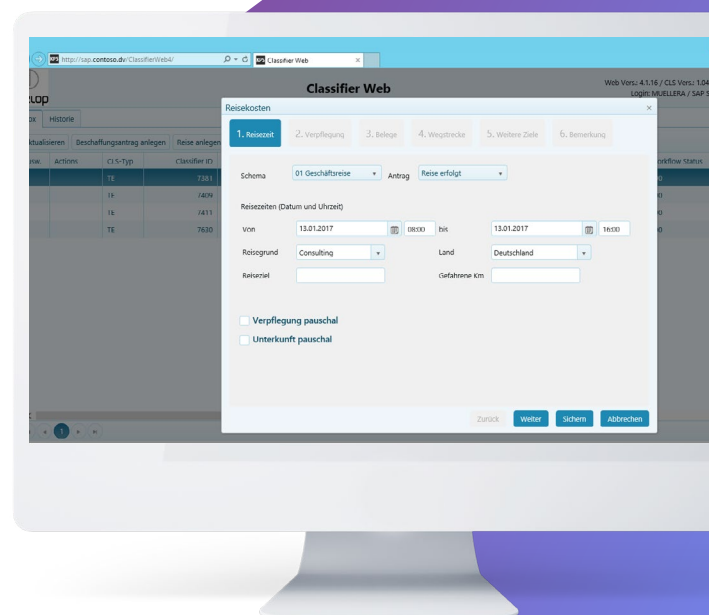 http://sap.contoso.dv/ClassifierWeb4/
Classifier Web
Classifier Web
Web Vers.: 4.1.16 / CLS Vers.: 1.04
Login: MUELLERA / SAP S
Historie
Aktualisieren Beschaffungsantrag anlegen Reise anlegen
Actions CLS-Typ Classifier ID Workflow Status
TE 7381
TE 7409
TE 7411
TE 7630
Reisekosten
1. Reisezeit 2. Verpflegung 3. Belege 4. Wegstrecke 5. Weitere Ziele 6. Bemerkung
Schema 01 Geschäftsreise Antrag Reise erfolgt
Reisezeiten (Datum und Uhrzeit)
Von 13.01.2017 08:00 bis 13.01.2017 16:00
Reisegrund Consulting Land Deutschland
Reiseziel Gefahrene Km
Verpflegung pauschal
Unterkunft pauschal
Zurück Weiter Sichern Abbrechen
1